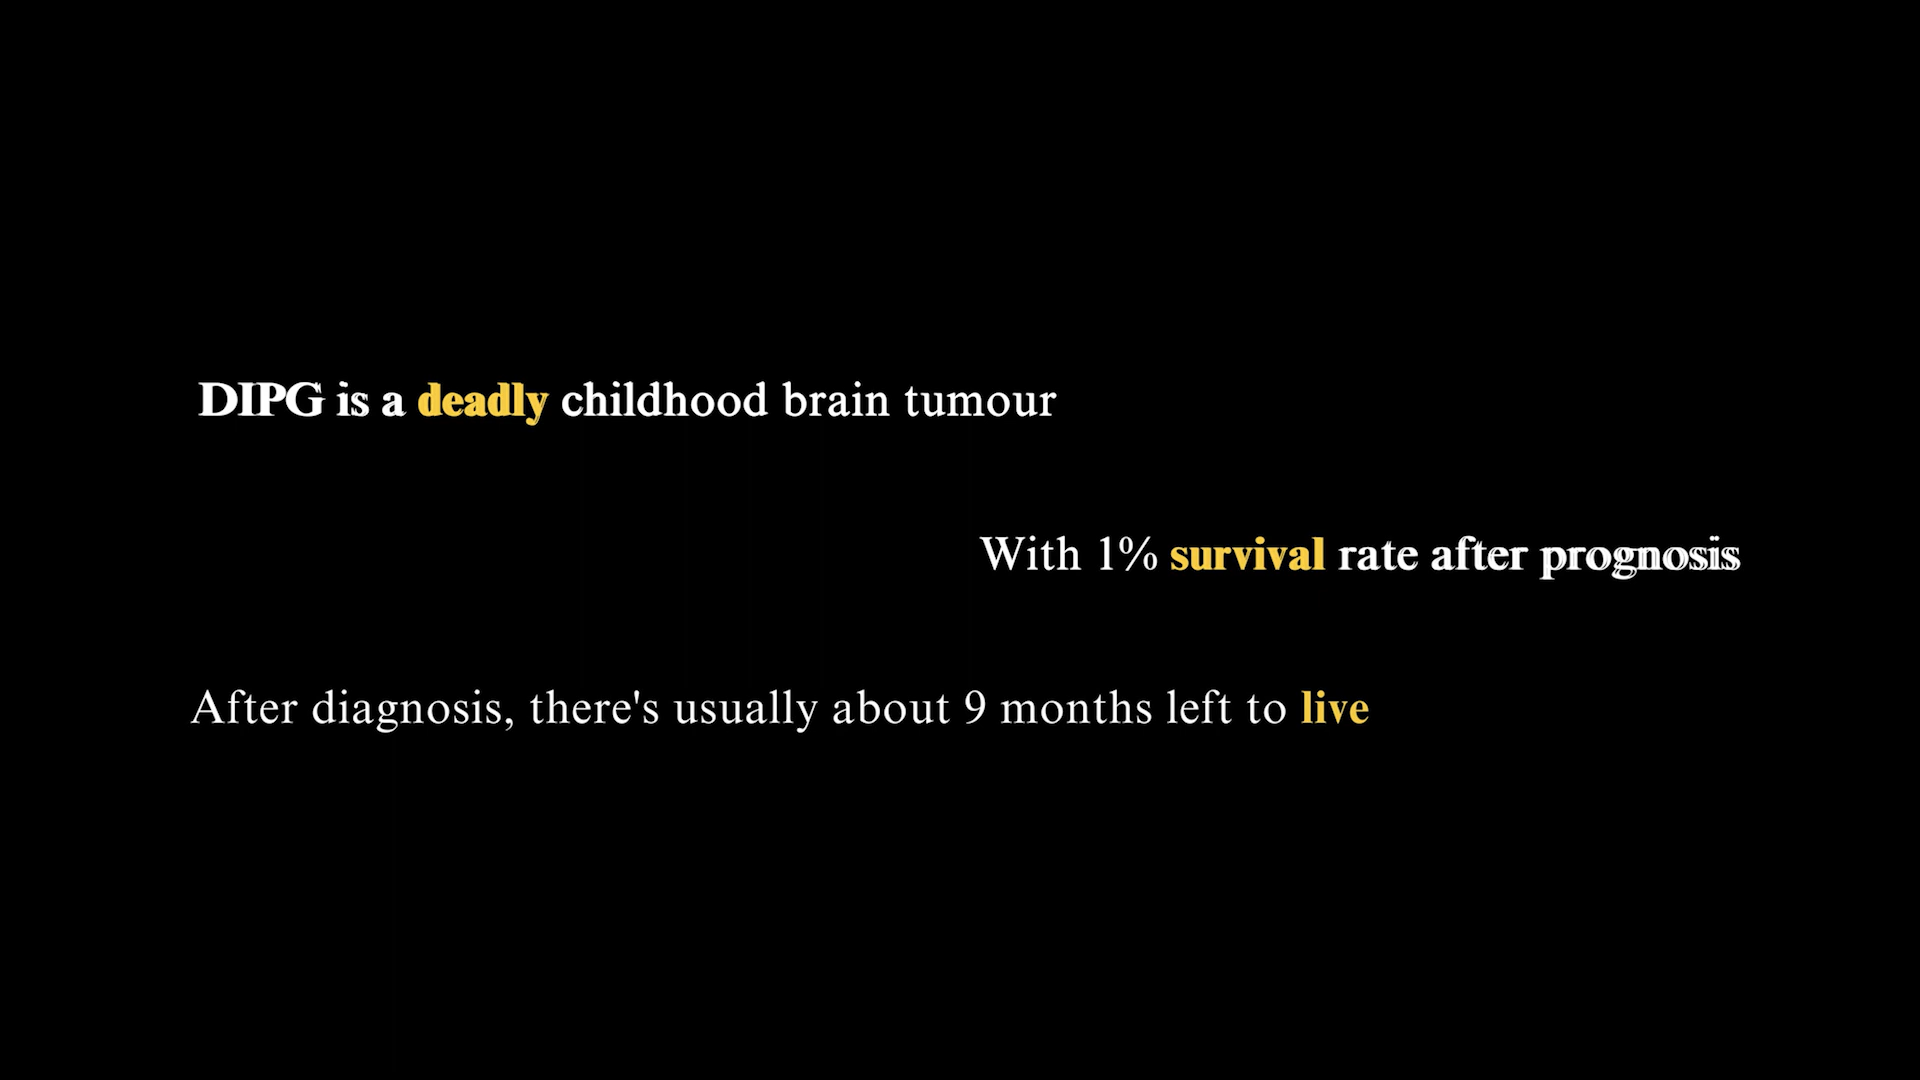 DIPG is a deadly childhood brain tumour
With 1% survival rate after prognosis
After diagnosis, there's usually about 9 months left to live